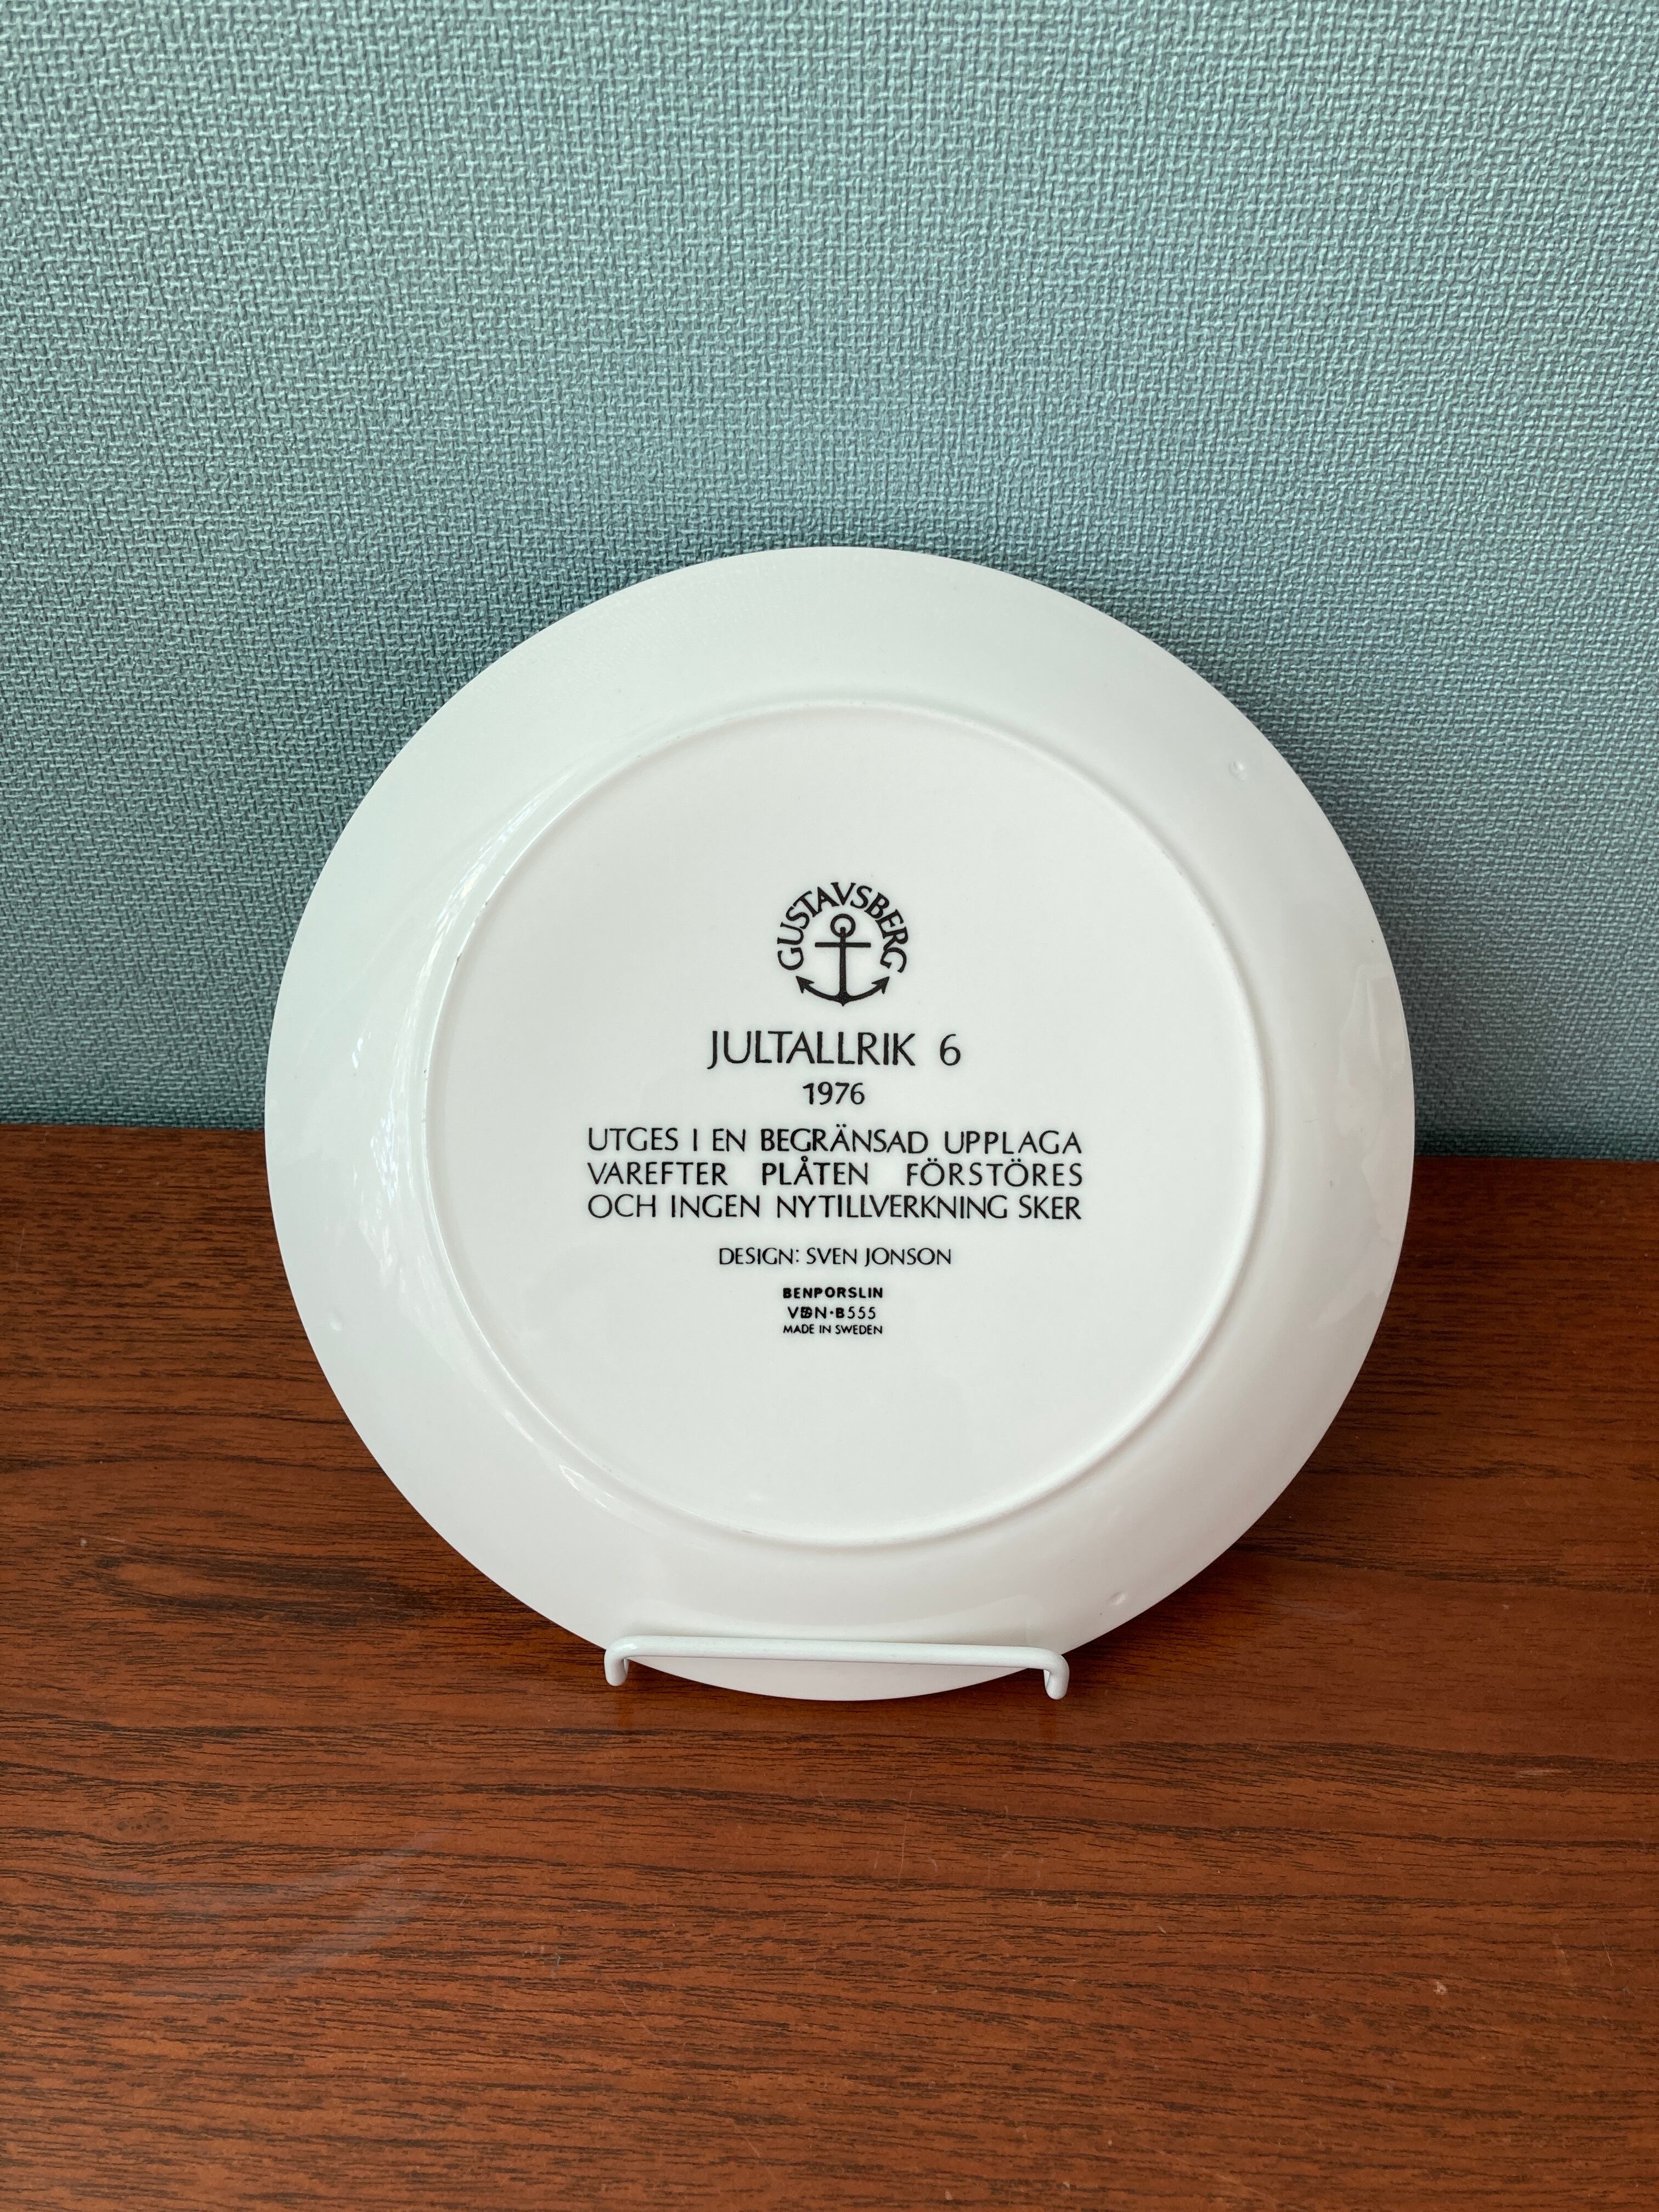 GUSTAVSBERG
JULTALLRIK 6
1976
UTGES I EN BEGRÄNSAD UPPLAGA
VAREFTER PLÅTEN FÖRSTÖRES
OCH INGEN NYTILLVERKNING SKER
DESIGN: SVEN JONSON
BENPORSLIN
VDN·B555
MADE IN SWEDEN